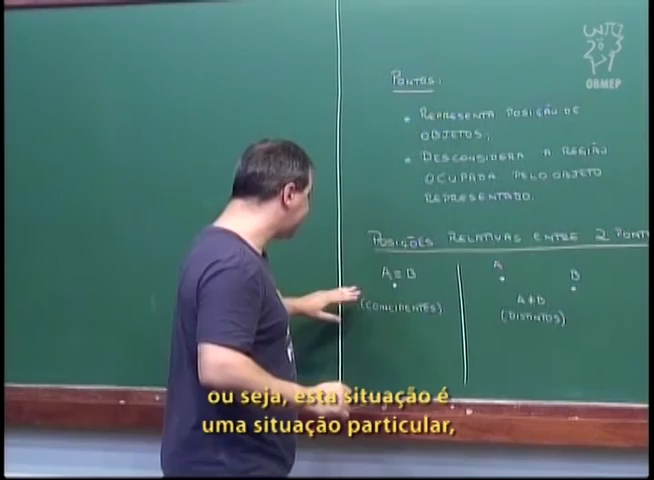 OBMEP
PONTOS:
• REPRESENTA POSIÇÃO DE
OBJETOS;
• DESCONSIDERA A REGIÃO
OCUPADA PELO OBJETO
REPRESENTADO.
POSIÇÕES RELATIVAS ENTRE 2 PONT
A≡B
(COINCIDENTES)
A
B
A≠B
(DISTINTOS)
ou seja, esta situação é
uma situação particular,